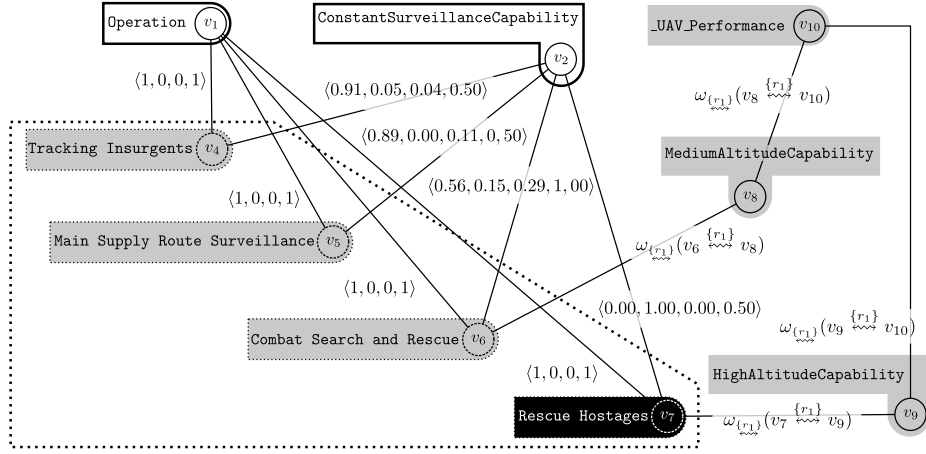 Operation v₁ ConstantSurveillanceCapability _UAV_Performance v₁₀
v₂
⟨1, 0, 0, 1⟩ ⟨0.91, 0.05, 0.04, 0.50⟩ ω_{{r₁}↭}(v₈ {r₁}↭ v₁₀)
⟨0.89, 0.00, 0.11, 0.50⟩
Tracking Insurgents v₄ MediumAltitudeCapability
⟨1, 0, 0, 1⟩ ⟨0.56, 0.15, 0.29, 1, 00⟩ v₈
Main Supply Route Surveillance v₅ ω_{{r₁}↭}(v₆ {r₁}↭ v₈)
⟨1, 0, 0, 1⟩ ⟨0.00, 1.00, 0.00, 0.50⟩
Combat Search and Rescue v₆ ω_{{r₁}↭}(v₉ {r₁}↭ v₁₀)
⟨1, 0, 0, 1⟩ HighAltitudeCapability
Rescue Hostages v₇ ω_{{r₁}↭}(v₇ {r₁}↭ v₉) v₉